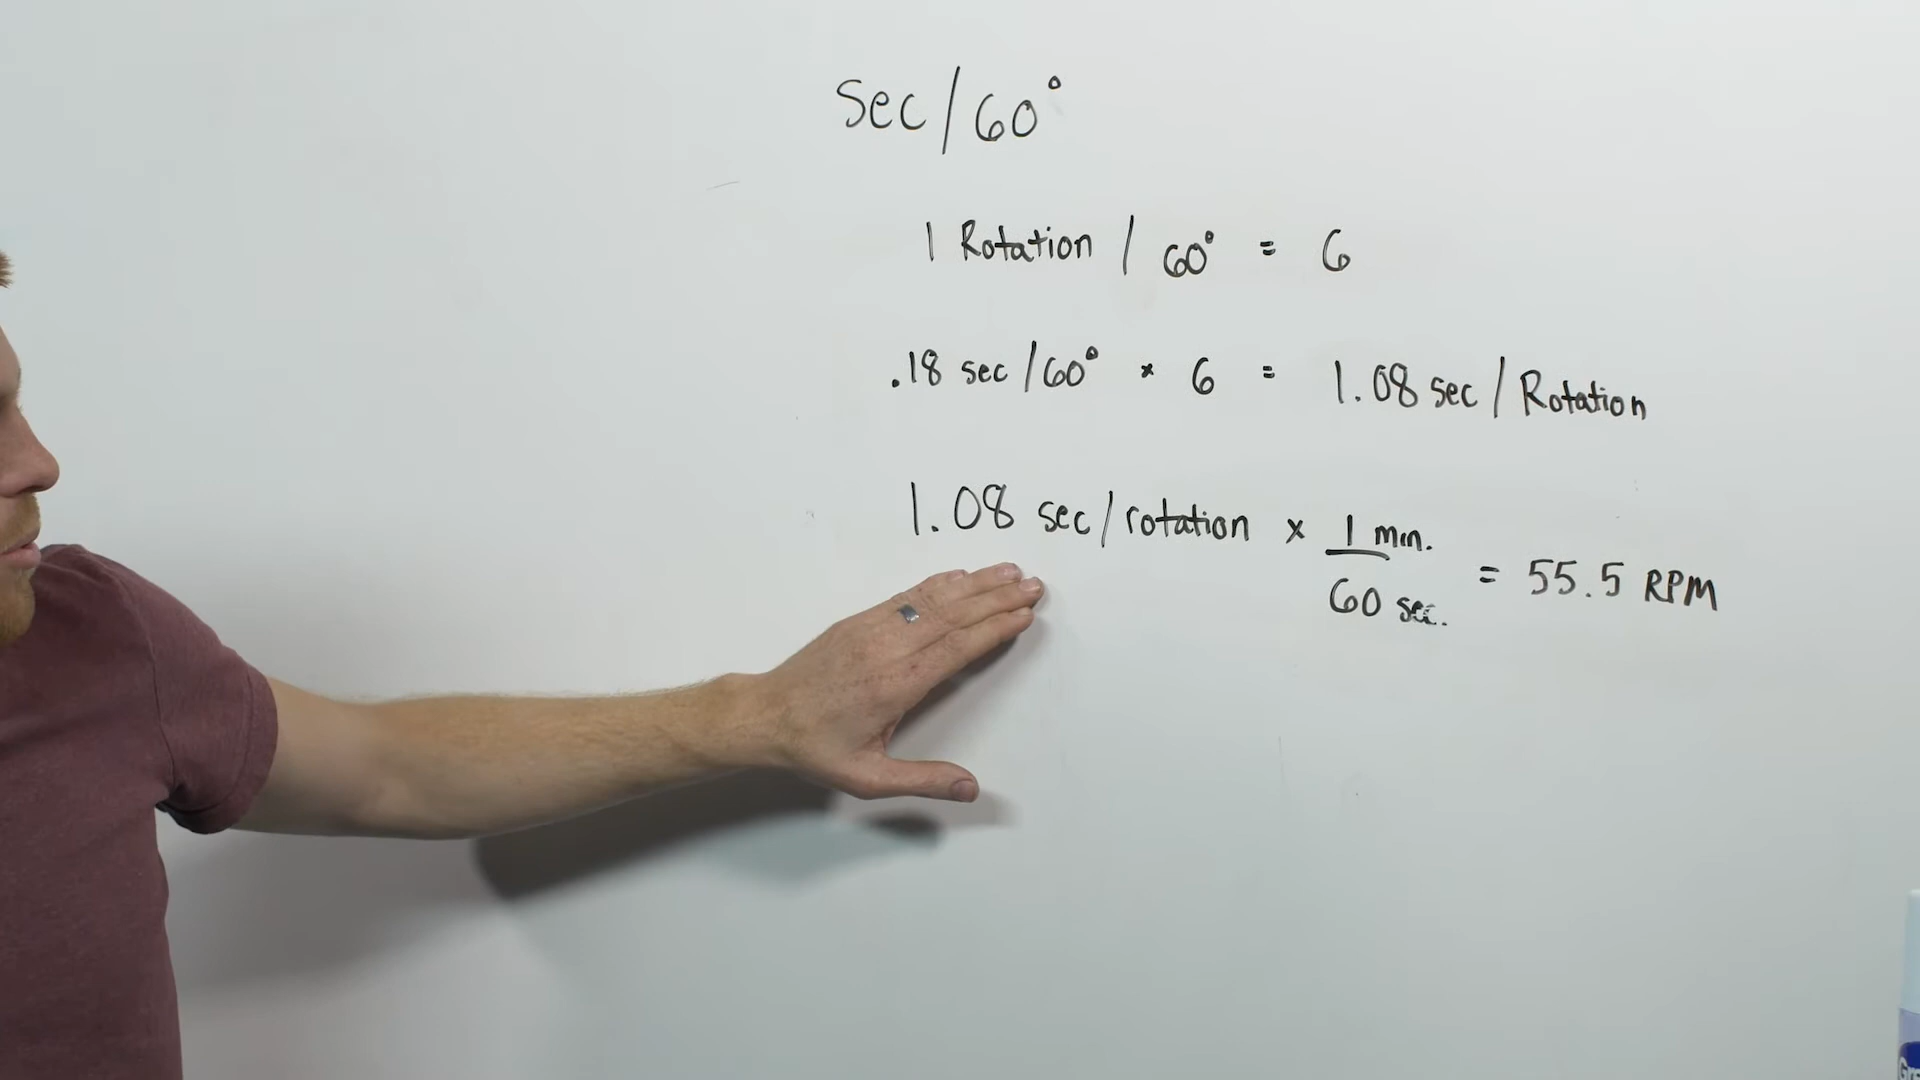 Sec/60°
1 Rotation / 60° = 6
.18 sec/60° * 6 = 1.08 sec/Rotation
1.08 sec/rotation x 1 min.
60 sec.
= 55.5 RPM